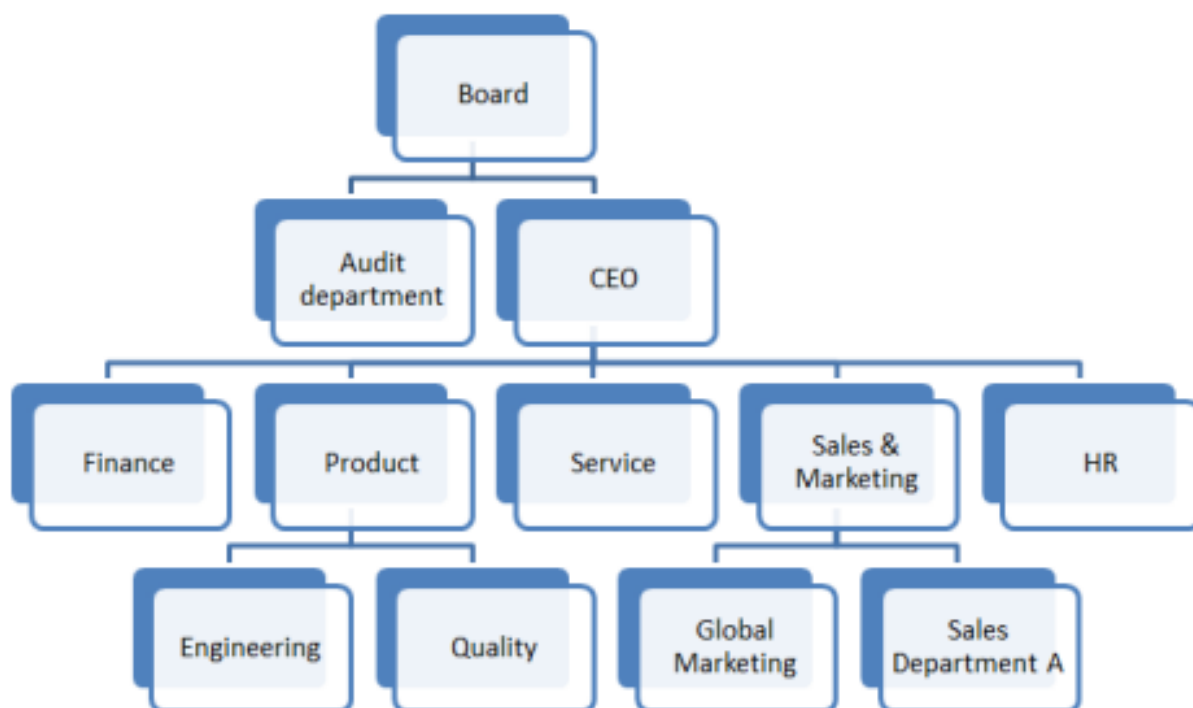 Board
Audit
department
CEO
Finance
Product
Service
Sales &
Marketing
HR
Engineering
Quality
Global
Marketing
Sales
Department A